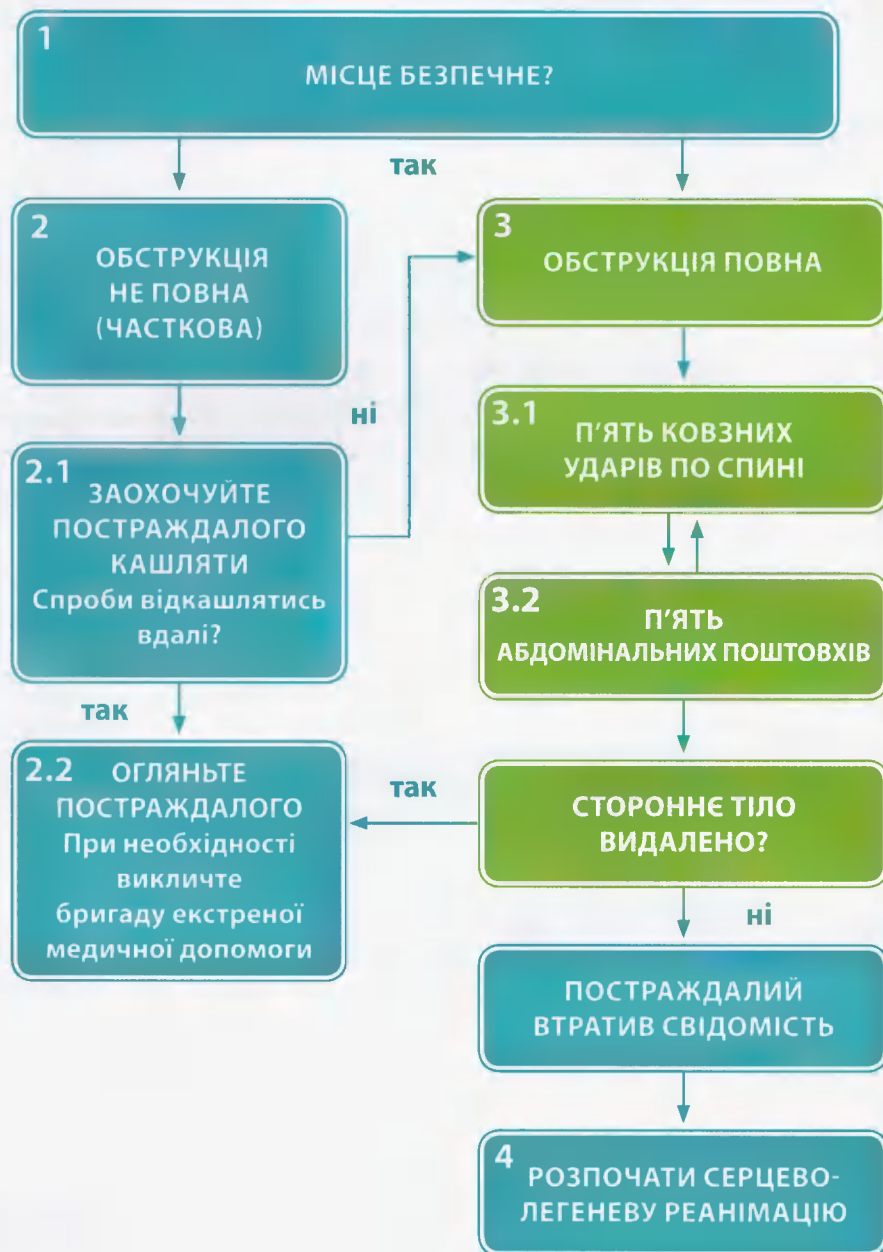 1
МІСЦЕ БЕЗПЕЧНЕ?
так
2
ОБСТРУКЦІЯ
НЕ ПОВНА
(ЧАСТКОВА)
3
ОБСТРУКЦІЯ ПОВНА
ні
2.1
ЗАОХОЧУЙТЕ
ПОСТРАЖДАЛОГО
КАШЛЯТИ
Спроби відкашлятись
вдалі?
3.1
П'ЯТЬ КОВЗНИХ
УДАРІВ ПО СПИНІ
3.2
П'ЯТЬ
АБДОМІНАЛЬНИХ ПОШТОВХІВ
так
2.2 ОГЛЯНЬТЕ
ПОСТРАЖДАЛОГО
При необхідності
викличте
бригаду екстреної
медичної допомоги
так
СТОРОННЄ ТІЛО
ВИДАЛЕНО?
ні
ПОСТРАЖДАЛИЙ
ВТРАТИВ СВІДОМІСТЬ
4
РОЗПОЧАТИ СЕРЦЕВО-
ЛЕГЕНЕВУ РЕАНІМАЦІЮ